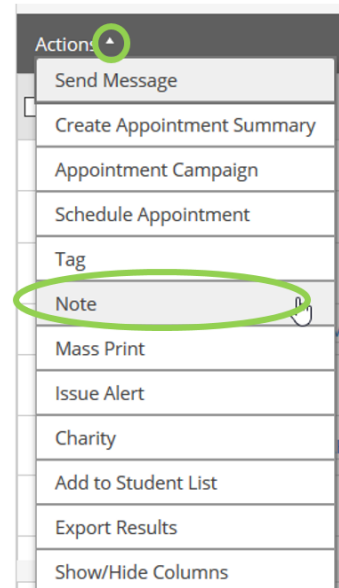 Actions
Send Message
Create Appointment Summary
Appointment Campaign
Schedule Appointment
Tag
Note
Mass Print
Issue Alert
Charity
Add to Student List
Export Results
Show/Hide Columns